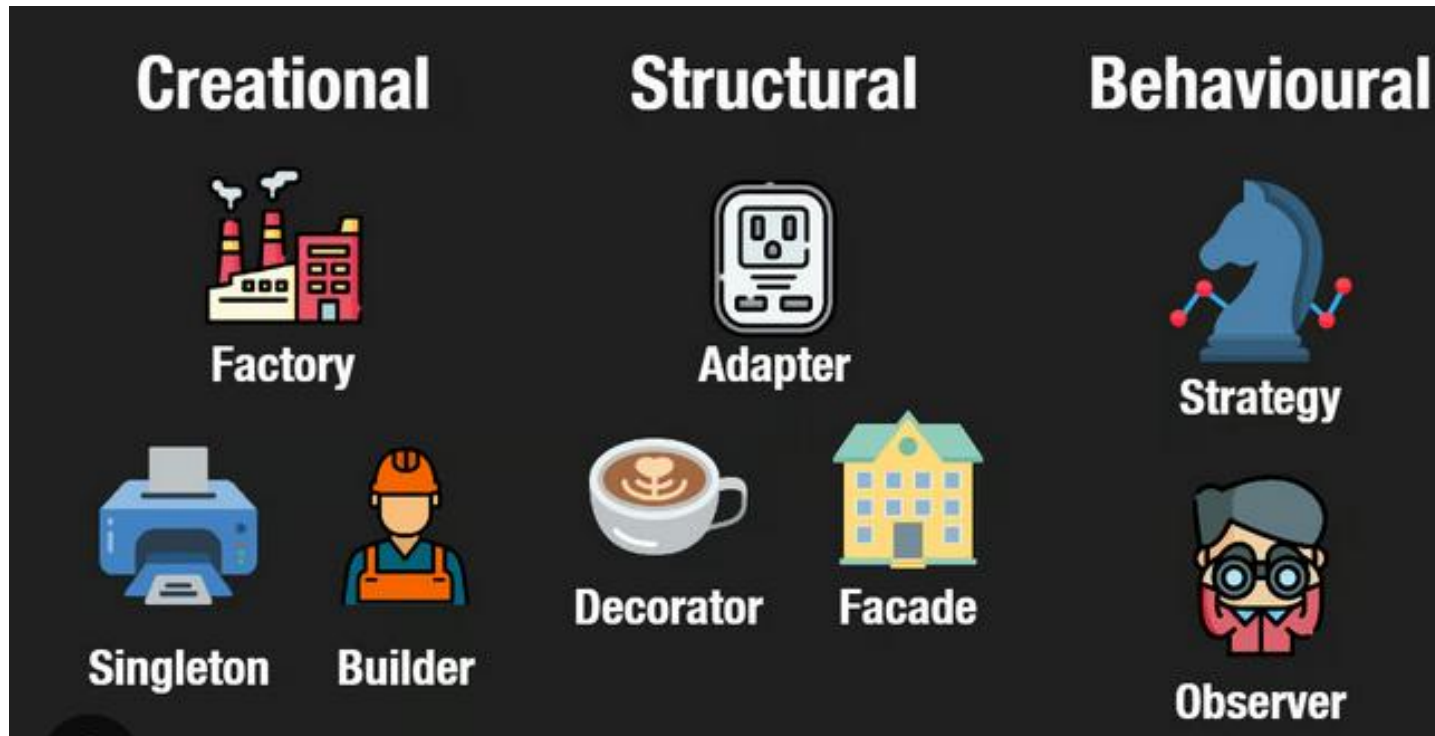 Creational
Structural
Behavioural
Factory
Adapter
Strategy
Singleton
Builder
Decorator
Facade
Observer